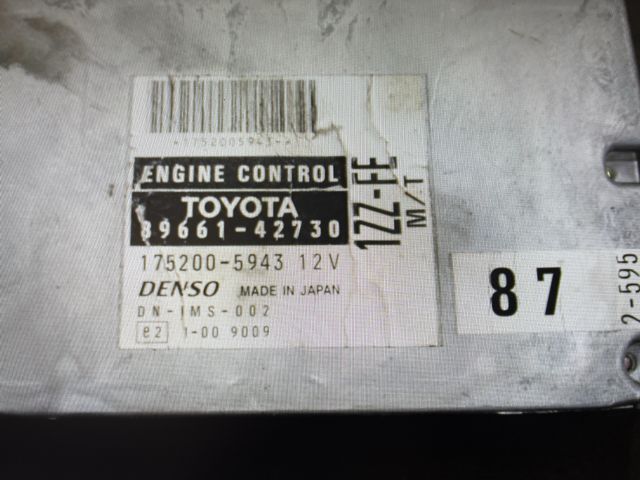 *1752005943-*
ENGINE CONTROL
TOYOTA
89661-42730
1ZZ-FE
M/T
175200-5943 12V
DENSO MADE IN JAPAN
DN-IMS-002
e2 1-00 9009
87
2-595